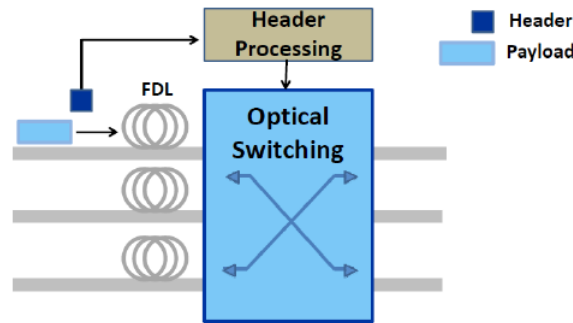 Header
Processing
Header
Payload
FDL
Optical
Switching